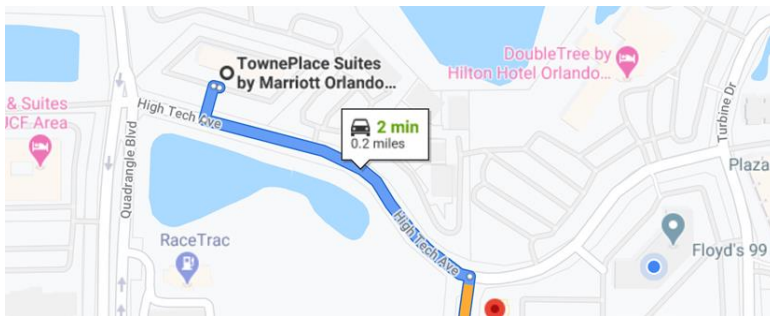 TownePlace Suites
by Marriott Orlando...
DoubleTree by
Hilton Hotel Orlando...
& Suites
JCF Area
High Tech Ave
2 min
0.2 miles
Turbine Dr
Quadrangle Blvd
Plaza
High Tech Ave
RaceTrac
Floyd's 99